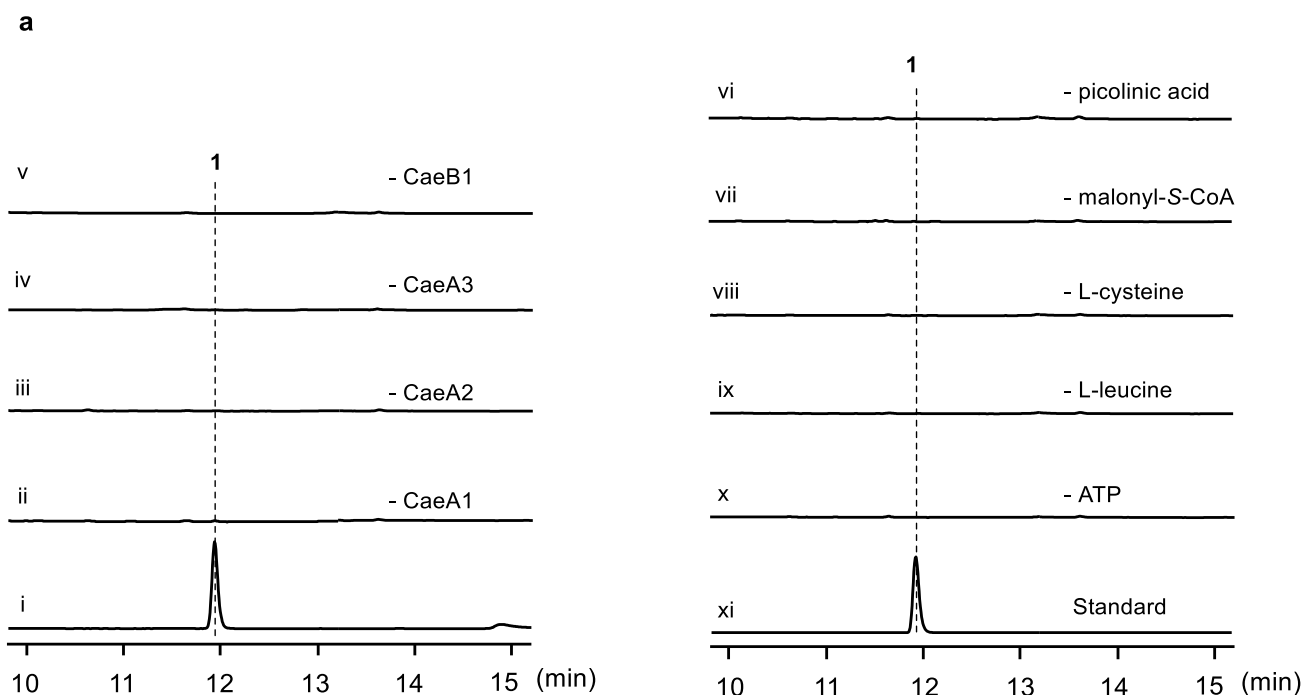 a
1
v - CaeB1
iv - CaeA3
iii - CaeA2
ii - CaeA1
i
10 11 12 13 14 15 (min)
1
vi - picolinic acid
vii - malonyl-S-CoA
viii - L-cysteine
ix - L-leucine
x - ATP
xi Standard
10 11 12 13 14 15 (min)